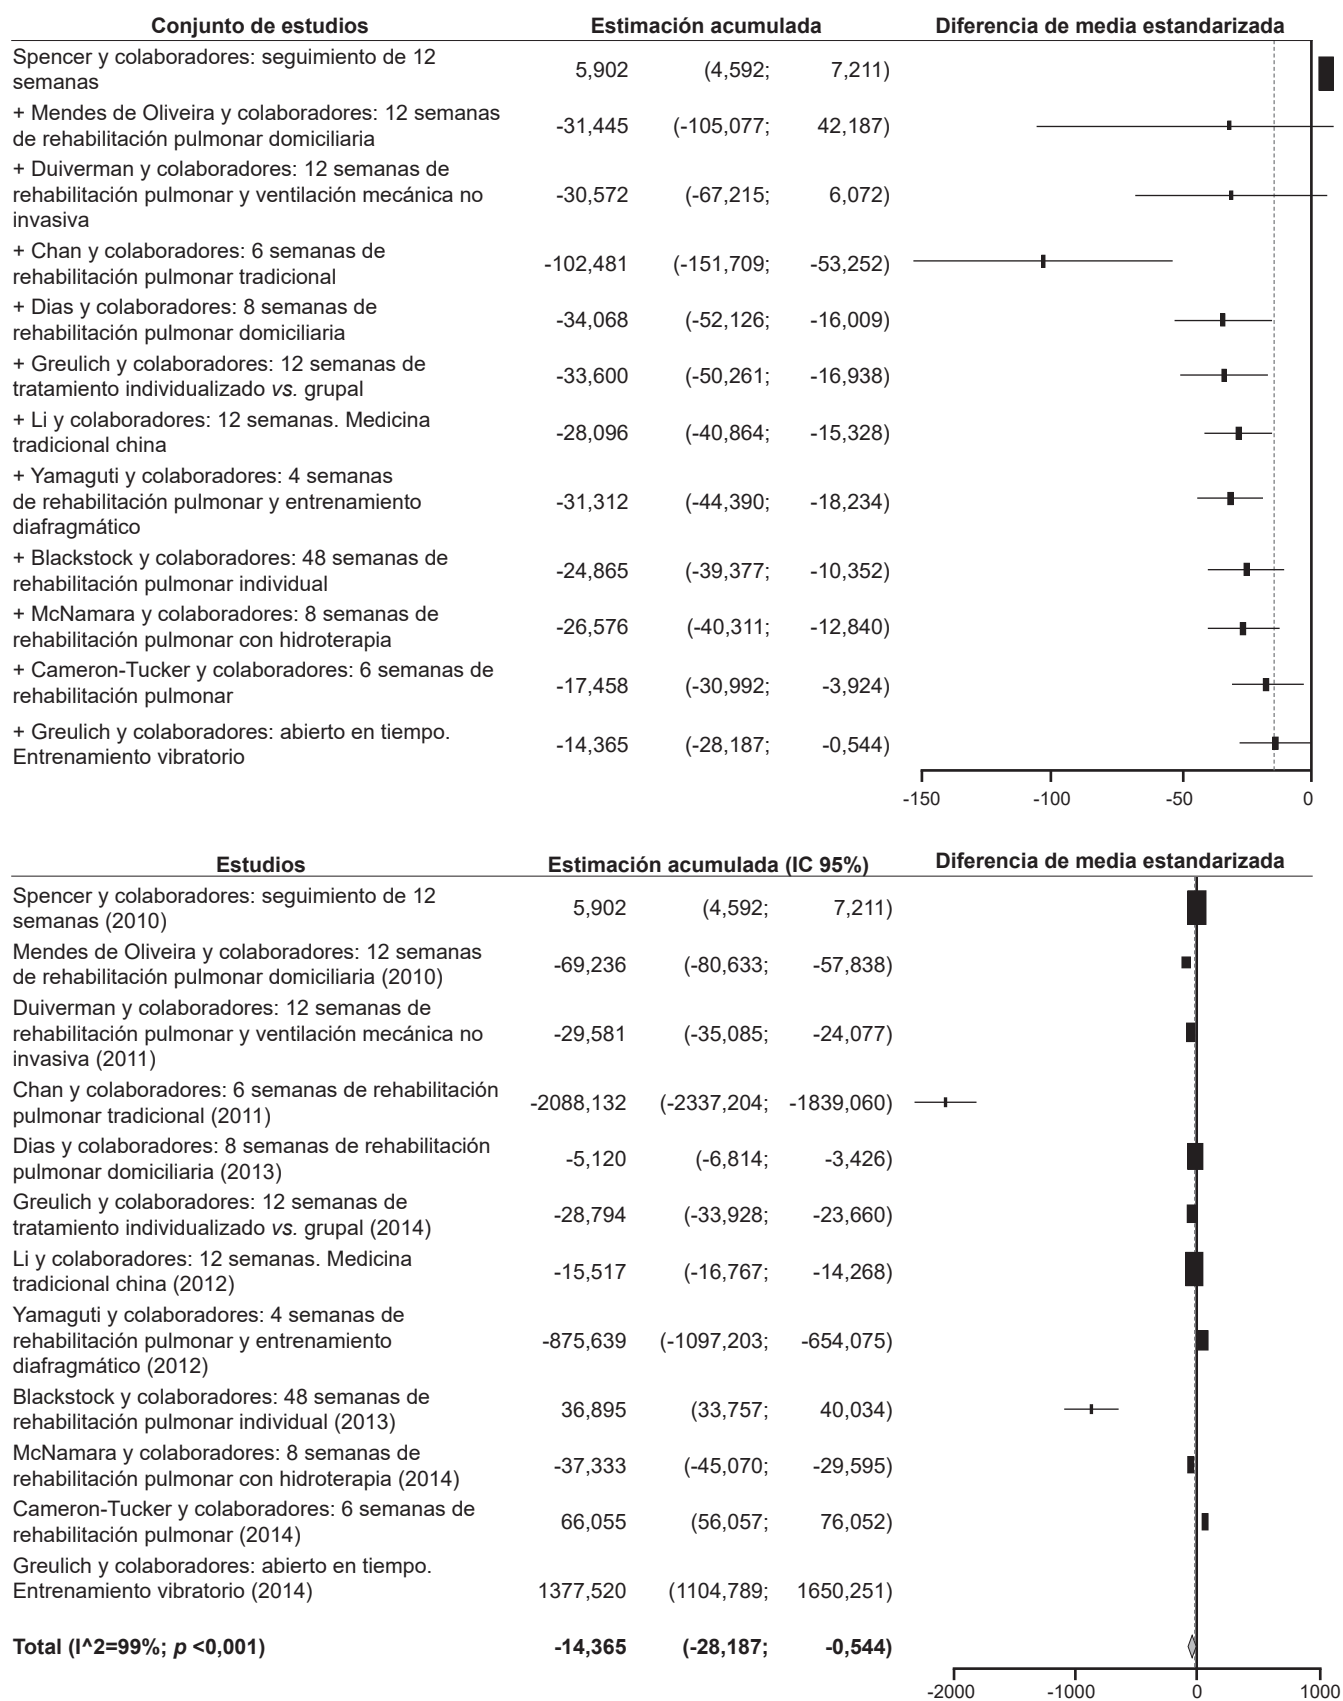 Conjunto de estudios Estimación acumulada Diferencia de media estandarizada
Spencer y colaboradores: seguimiento de 12
semanas 5,902 (4,592; 7,211)
+ Mendes de Oliveira y colaboradores: 12 semanas
de rehabilitación pulmonar domiciliaria -31,445 (-105,077; 42,187)
+ Duiverman y colaboradores: 12 semanas de
rehabilitación pulmonar y ventilación mecánica no -30,572 (-67,215; 6,072)
invasiva
+ Chan y colaboradores: 6 semanas de
rehabilitación pulmonar tradicional -102,481 (-151,709; -53,252)
+ Dias y colaboradores: 8 semanas de
rehabilitación pulmonar domiciliaria -34,068 (-52,126; -16,009)
+ Greulich y colaboradores: 12 semanas de
tratamiento individualizado vs. grupal -33,600 (-50,261; -16,938)
+ Li y colaboradores: 12 semanas. Medicina
tradicional china -28,096 (-40,864; -15,328)
+ Yamaguti y colaboradores: 4 semanas
de rehabilitación pulmonar y entrenamiento -31,312 (-44,390; -18,234)
diafragmático
+ Blackstock y colaboradores: 48 semanas de
rehabilitación pulmonar individual -24,865 (-39,377; -10,352)
+ McNamara y colaboradores: 8 semanas de
rehabilitación pulmonar con hidroterapia -26,576 (-40,311; -12,840)
+ Cameron-Tucker y colaboradores: 6 semanas de
rehabilitación pulmonar -17,458 (-30,992; -3,924)
+ Greulich y colaboradores: abierto en tiempo.
Entrenamiento vibratorio -14,365 (-28,187; -0,544)
-150 -100 -50 0
Estudios Estimación acumulada (IC 95%) Diferencia de media estandarizada
Spencer y colaboradores: seguimiento de 12
semanas (2010) 5,902 (4,592; 7,211)
Mendes de Oliveira y colaboradores: 12 semanas
de rehabilitación pulmonar domiciliaria (2010) -69,236 (-80,633; -57,838)
Duiverman y colaboradores: 12 semanas de
rehabilitación pulmonar y ventilación mecánica no -29,581 (-35,085; -24,077)
invasiva (2011)
Chan y colaboradores: 6 semanas de rehabilitación
pulmonar tradicional (2011) -2088,132 (-2337,204; -1839,060)
Dias y colaboradores: 8 semanas de rehabilitación
pulmonar domiciliaria (2013) -5,120 (-6,814; -3,426)
Greulich y colaboradores: 12 semanas de
tratamiento individualizado vs. grupal (2014) -28,794 (-33,928; -23,660)
Li y colaboradores: 12 semanas. Medicina
tradicional china (2012) -15,517 (-16,767; -14,268)
Yamaguti y colaboradores: 4 semanas de
rehabilitación pulmonar y entrenamiento -875,639 (-1097,203; -654,075)
diafragmático (2012)
Blackstock y colaboradores: 48 semanas de
rehabilitación pulmonar individual (2013) 36,895 (33,757; 40,034)
McNamara y colaboradores: 8 semanas de
rehabilitación pulmonar con hidroterapia (2014) -37,333 (-45,070; -29,595)
Cameron-Tucker y colaboradores: 6 semanas de
rehabilitación pulmonar (2014) 66,055 (56,057; 76,052)
Greulich y colaboradores: abierto en tiempo.
Entrenamiento vibratorio (2014) 1377,520 (1104,789; 1650,251)
Total (I^2=99%; p <0,001) -14,365 (-28,187; -0,544)
-2000 -1000 0 1000